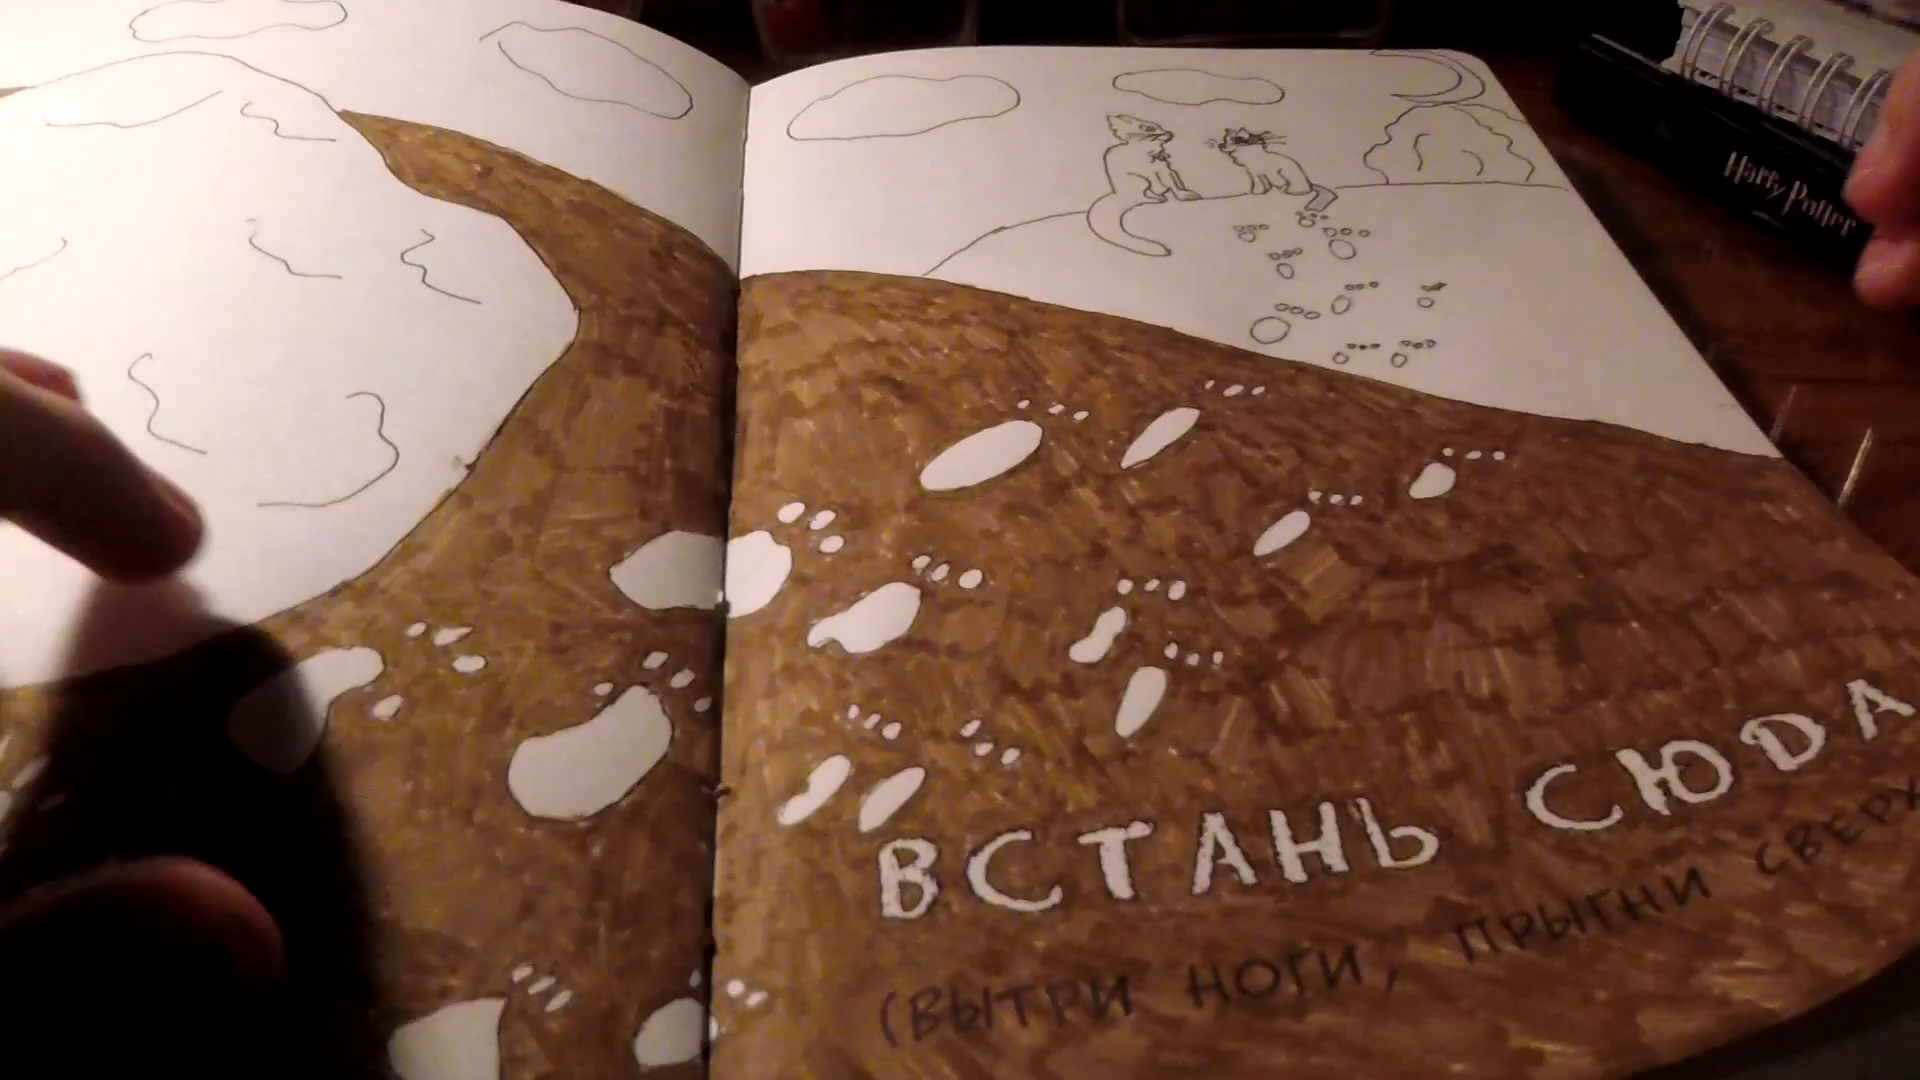 Harry Potter
ВСТАНЬ СЮДА
(ВЫТРИ НОГИ, ПРЫГНИ СВЕРХ